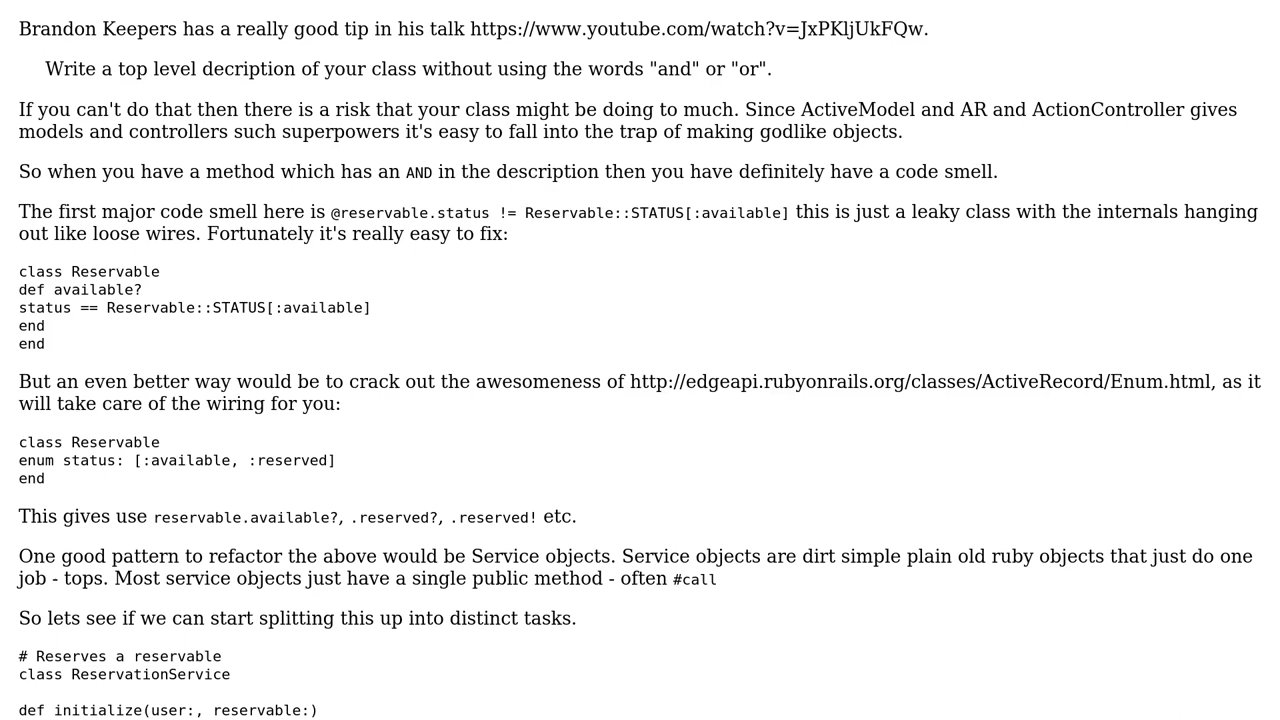 Brandon Keepers has a really good tip in his talk https://www.youtube.com/watch?v=JxPKljUkFQw.
Write a top level decription of your class without using the words "and" or "or".
If you can't do that then there is a risk that your class might be doing to much. Since ActiveModel and AR and ActionController gives
models and controllers such superpowers it's easy to fall into the trap of making godlike objects.
So when you have a method which has an AND in the description then you have definitely have a code smell.
The first major code smell here is @reservable.status != Reservable::STATUS[:available] this is just a leaky class with the internals hanging
out like loose wires. Fortunately it's really easy to fix:
class Reservable
def available?
status == Reservable::STATUS[:available]
end
end
But an even better way would be to crack out the awesomeness of http://edgeapi.rubyonrails.org/classes/ActiveRecord/Enum.html, as it
will take care of the wiring for you:
class Reservable
enum status: [:available, :reserved]
end
This gives use reservable.available?, .reserved?, .reserved! etc.
One good pattern to refactor the above would be Service objects. Service objects are dirt simple plain old ruby objects that just do one
job - tops. Most service objects just have a single public method - often #call
So lets see if we can start splitting this up into distinct tasks.
# Reserves a reservable
class ReservationService
def initialize(user:, reservable:)